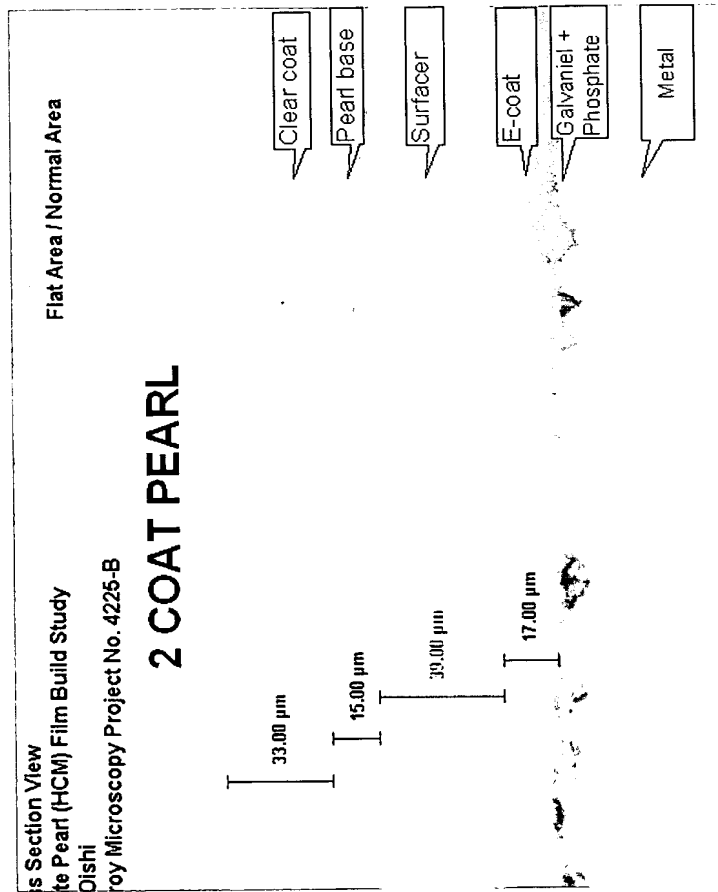 ss Section View
te Pearl (HCM) Film Build Study
Oishi
roy Microscopy Project No. 4225-B
Flat Area / Normal Area
2 COAT PEARL
33.00 µm
15.00 µm
39.00 µm
17.00 µm
Clear coat
Pearl base
Surfacer
E-coat
Galvaniel +
Phosphate
Metal